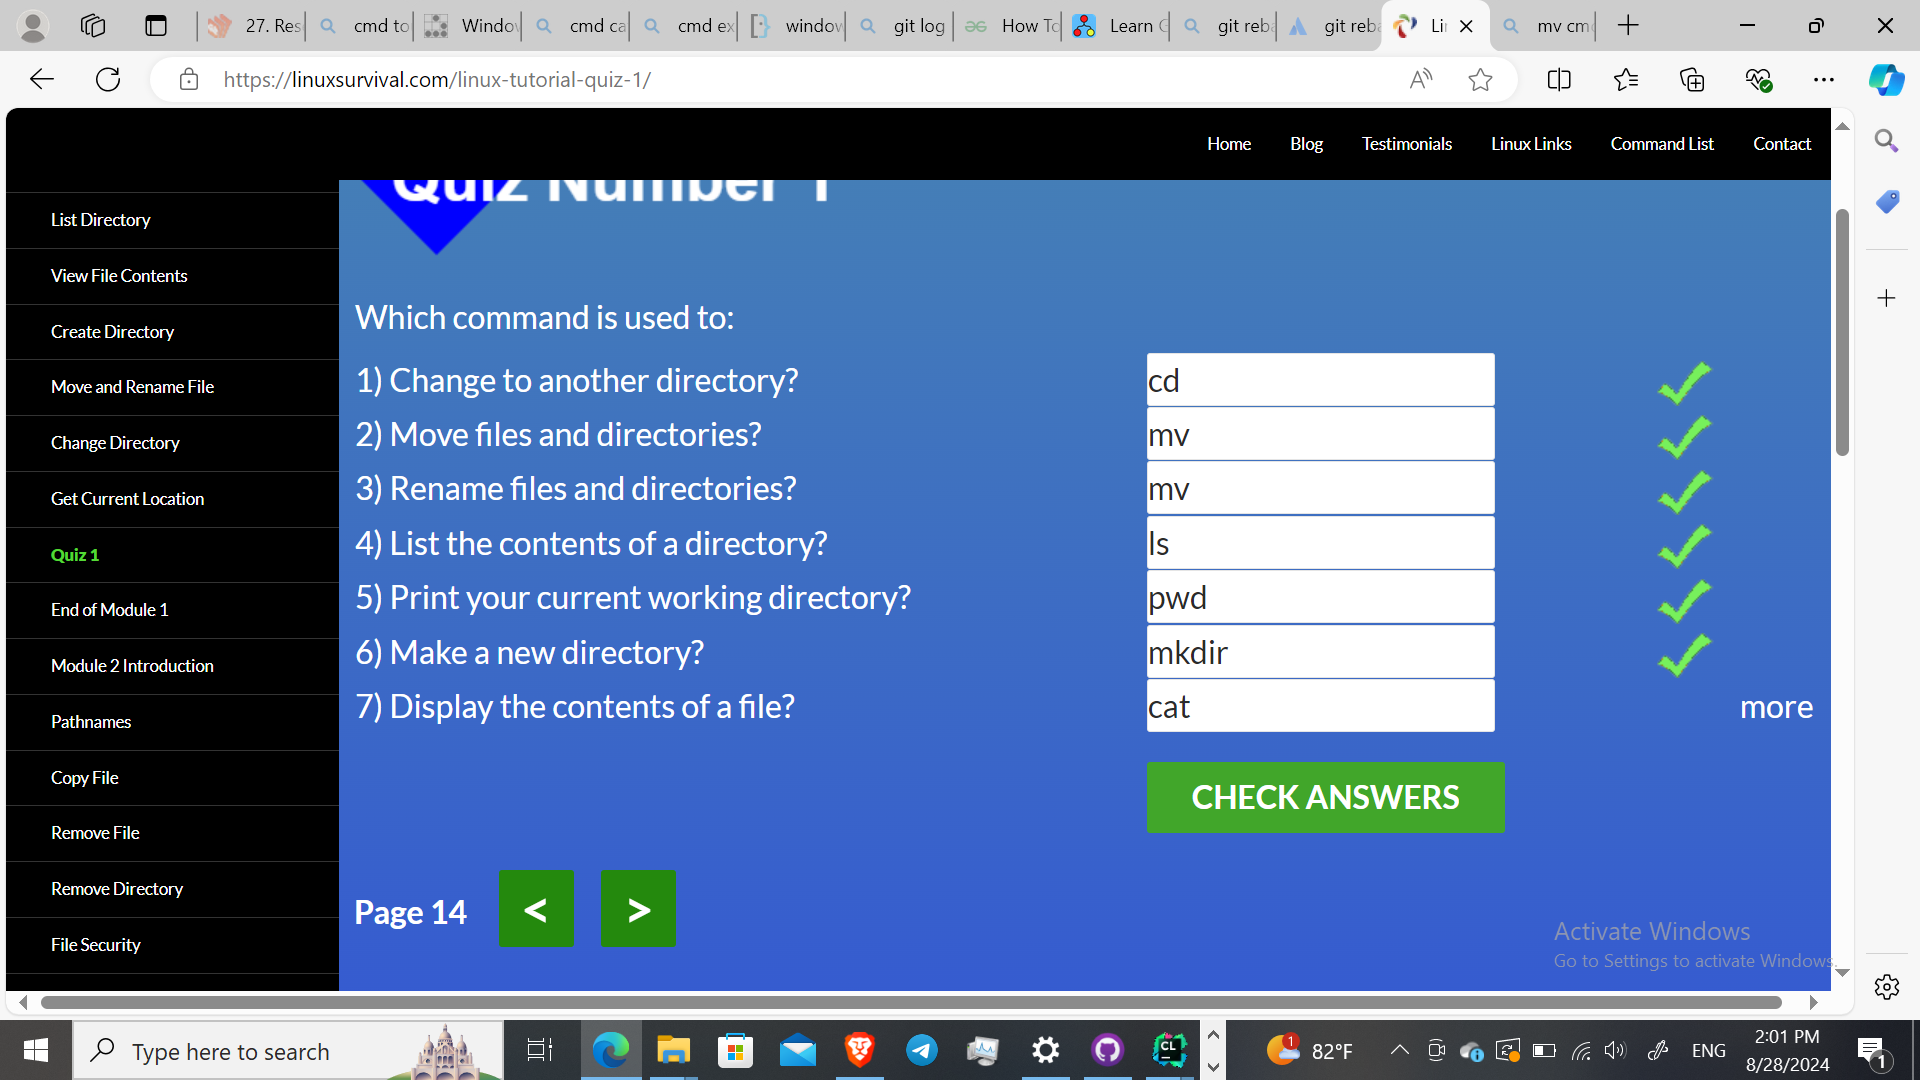 27. Res
cmd to
Windov
cmd ca
cmd ex
window
git log
How To
Learn G
git reba
git reba
Li
mv cm
https://linuxsurvival.com/linux-tutorial-quiz-1/
Home Blog Testimonials Linux Links Command List Contact
Quiz Number 1
List Directory
View File Contents
Create Directory
Move and Rename File
Change Directory
Get Current Location
Quiz 1
End of Module 1
Module 2 Introduction
Pathnames
Copy File
Remove File
Remove Directory
File Security
Which command is used to:
1) Change to another directory? cd
2) Move files and directories? mv
3) Rename files and directories? mv
4) List the contents of a directory? ls
5) Print your current working directory? pwd
6) Make a new directory? mkdir
7) Display the contents of a file? cat more
CHECK ANSWERS
Page 14 < >
Activate Windows
Go to Settings to activate Windows.
Type here to search
CL
1
82°F
ENG
2:01 PM
8/28/2024
1